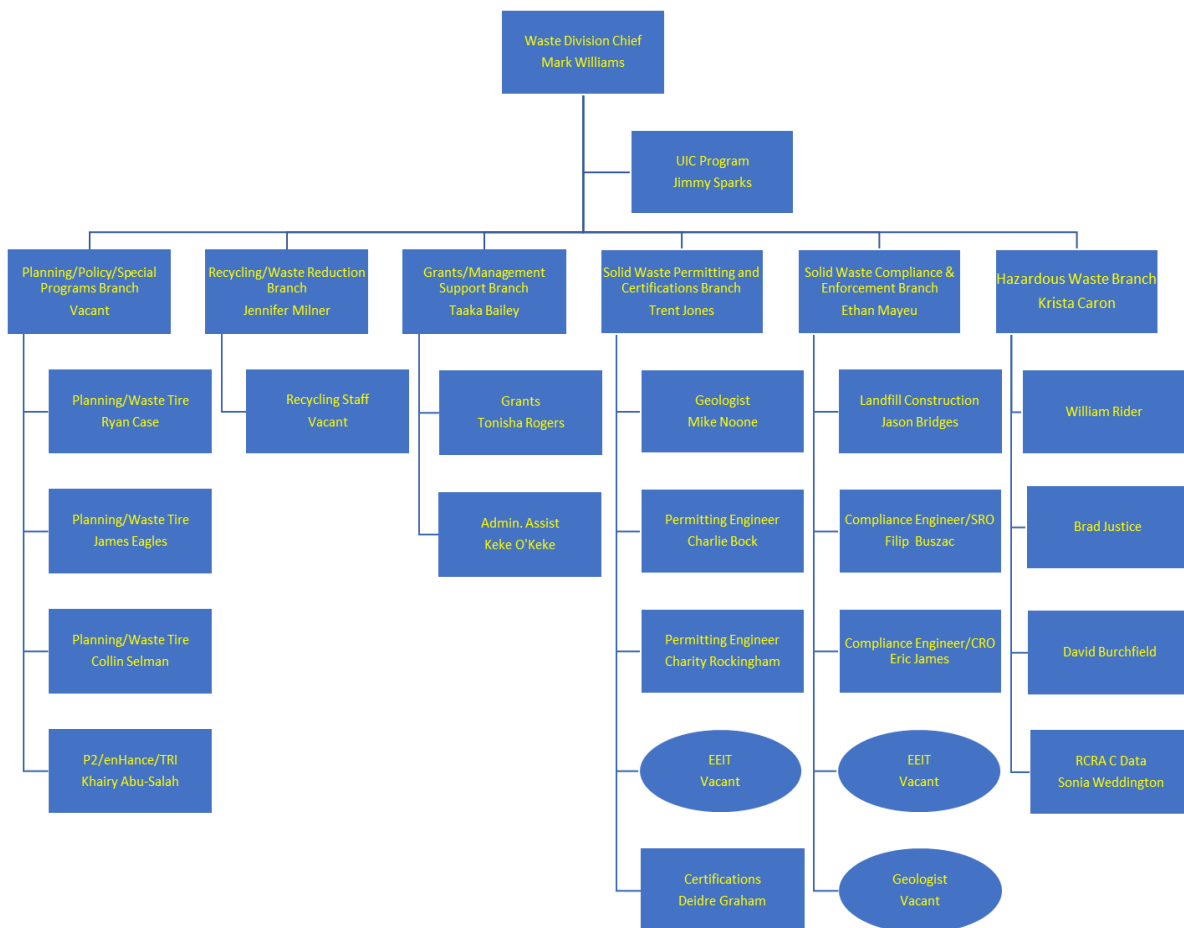 Waste Division Chief
Mark Williams
UIC Program
Jimmy Sparks
Planning/Policy/Special
Programs Branch
Vacant
Recycling/Waste Reduction
Branch
Jennifer Milner
Grants/Management
Support Branch
Taaka Bailey
Solid Waste Permitting and
Certifications Branch
Trent Jones
Solid Waste Compliance &
Enforcement Branch
Ethan Mayeu
Hazardous Waste Branch
Krista Caron
Planning/Waste Tire
Ryan Case
Planning/Waste Tire
James Eagles
Planning/Waste Tire
Collin Selman
P2/enHance/TRI
Khairy Abu-Salah
Recycling Staff
Vacant
Grants
Tonisha Rogers
Admin. Assist
Keke O'Keke
Geologist
Mike Noone
Permitting Engineer
Charlie Bock
Permitting Engineer
Charity Rockingham
EEIT
Vacant
Certifications
Deidre Graham
Landfill Construction
Jason Bridges
Compliance Engineer/SRO
Filip Buszac
Compliance Engineer/CRO
Eric James
EEIT
Vacant
Geologist
Vacant
William Rider
Brad Justice
David Burchfield
RCRA C Data
Sonia Weddington